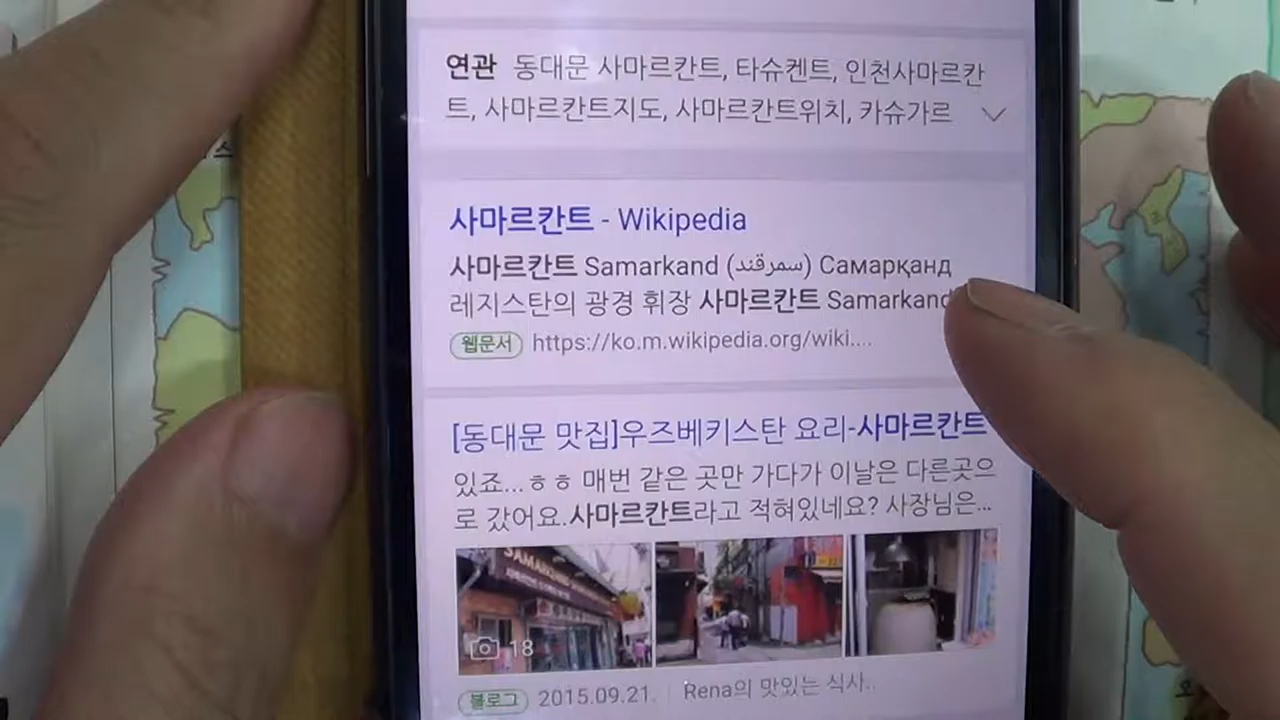 연관 동대문 사마르칸트, 타슈켄트, 인천사마르칸
트, 사마르칸트지도, 사마르칸트위치, 카슈가르
사마르칸트 - Wikipedia
사마르칸트 Samarkand (سمرقند) Самарқанд
레지스탄의 광경 휘장 사마르칸트 Samarkand
웹문서 https://ko.m.wikipedia.org/wiki....
[동대문 맛집]우즈베키스탄 요리-사마르칸트
있죠...ㅎㅎ 매번 같은 곳만 가다가 이날은 다른곳으
로 갔어요.사마르칸트라고 적혀있네요? 사장님은...
18
블로그 2015.09.21. Rena의 맛있는 식사..